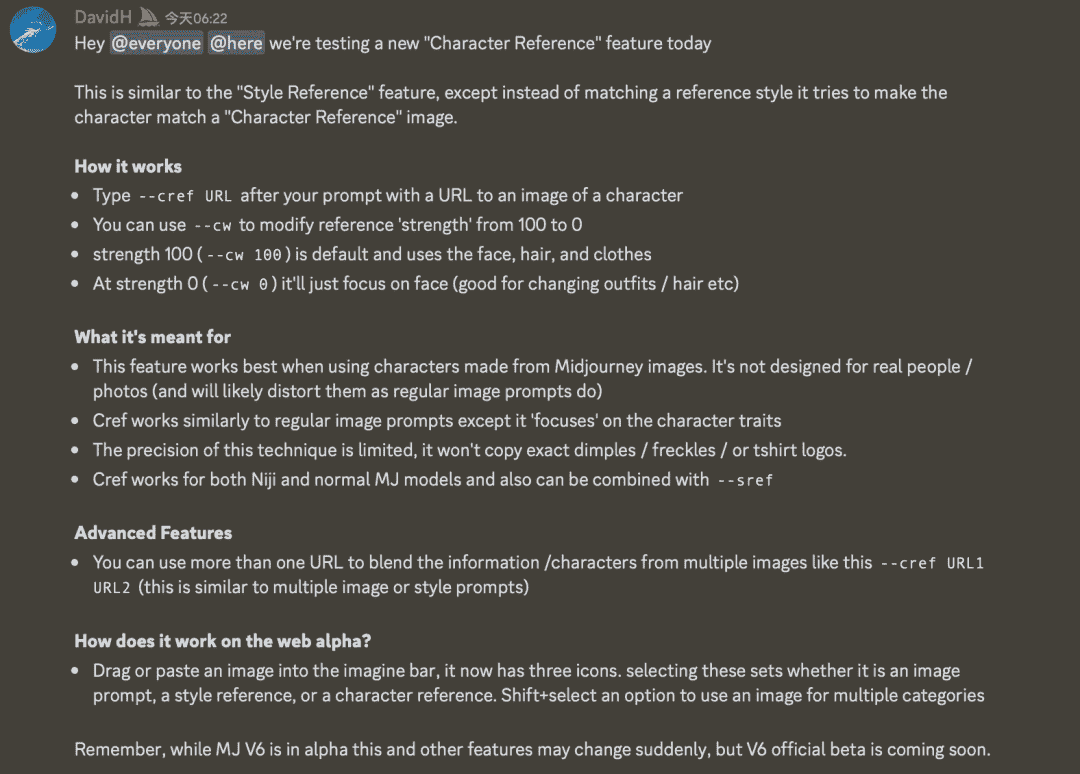 DavidH 今天06:22
Hey @everyone @here we're testing a new "Character Reference" feature today
This is similar to the "Style Reference" feature, except instead of matching a reference style it tries to make the
character match a "Character Reference" image.
How it works
• Type --cref URL after your prompt with a URL to an image of a character
• You can use --cw to modify reference 'strength' from 100 to 0
• strength 100 (--cw 100) is default and uses the face, hair, and clothes
• At strength 0 (--cw 0) it'll just focus on face (good for changing outfits / hair etc)
What it's meant for
• This feature works best when using characters made from Midjourney images. It's not designed for real people /
photos (and will likely distort them as regular image prompts do)
• Cref works similarly to regular image prompts except it 'focuses' on the character traits
• The precision of this technique is limited, it won't copy exact dimples / freckles / or tshirt logos.
• Cref works for both Niji and normal MJ models and also can be combined with --sref
Advanced Features
• You can use more than one URL to blend the information /characters from multiple images like this --cref URL1
URL2 (this is similar to multiple image or style prompts)
How does it work on the web alpha?
• Drag or paste an image into the imagine bar, it now has three icons. selecting these sets whether it is an image
prompt, a style reference, or a character reference. Shift+select an option to use an image for multiple categories
Remember, while MJ V6 is in alpha this and other features may change suddenly, but V6 official beta is coming soon.